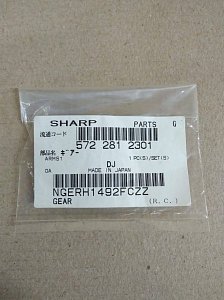 SHARP PARTS G
流通コード
572 281 2301
部品名 ギアー
ARMS1 1 PC(S)/SET(S)
DJ
DA MADE IN JAPAN
NGERH1492FCZZ
GEAR (R.C.)